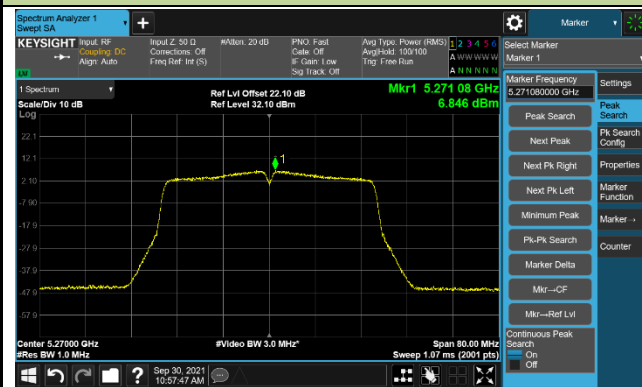 Spectrum Analyzer 1
Swept SA
Marker
KEYSIGHT
Input: RF
Coupling: DC
Align: Auto
Input Z: 50 Ω
Corrections: Off
Freq Ref: Int (S)
#Atten: 20 dB
PNO: Fast
Gate: Off
IF Gain: Low
Sig Track: Off
Avg Type: Power (RMS)
Avg|Hold: 100/100
Trig: Free Run
1 2 3 4 5 6
A W W W W W
A N N N N N
LXI
Select Marker
Marker 1
Marker Frequency
5.271080000 GHz
Peak Search
Next Peak
Next Pk Right
Next Pk Left
Minimum Peak
Pk-Pk Search
Marker Delta
Mkr→CF
Mkr→Ref Lvl
Continuous Peak
Search
On
Off
Settings
Peak
Search
Pk Search
Config
Properties
Marker
Function
Marker→
Counter
1 Spectrum
Scale/Div 10 dB
Log
Ref Lvl Offset 22.10 dB
Ref Level 32.10 dBm
Mkr1 5.271 08 GHz
6.846 dBm
22.1
12.1
2.10
-7.90
-17.9
-27.9
-37.9
-47.9
-57.9
1
Center 5.27000 GHz
#Res BW 1.0 MHz
#Video BW 3.0 MHz*
Span 80.00 MHz
Sweep 1.07 ms (2001 pts)
Sep 30, 2021
10:57:47 AM